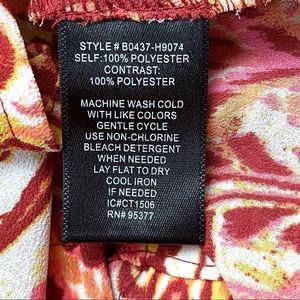 STYLE # B0437-H9074
SELF:100% POLYESTER
CONTRAST:
100% POLYESTER
MACHINE WASH COLD
WITH LIKE COLORS
GENTLE CYCLE
USE NON-CHLORINE
BLEACH DETERGENT
WHEN NEEDED
LAY FLAT TO DRY
COOL IRON
IF NEEDED
IC#CT1506
RN# 95377